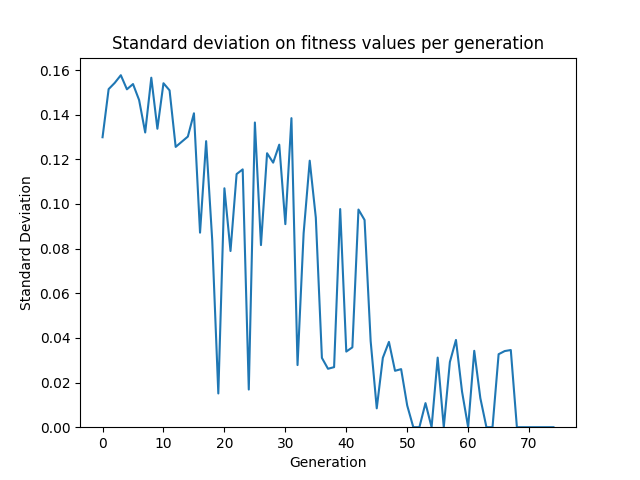 Standard deviation on fitness values per generation
0.16
0.14
0.12
0.10
0.08
0.06
0.04
0.02
0.00
Standard Deviation
0 10 20 30 40 50 60 70
Generation